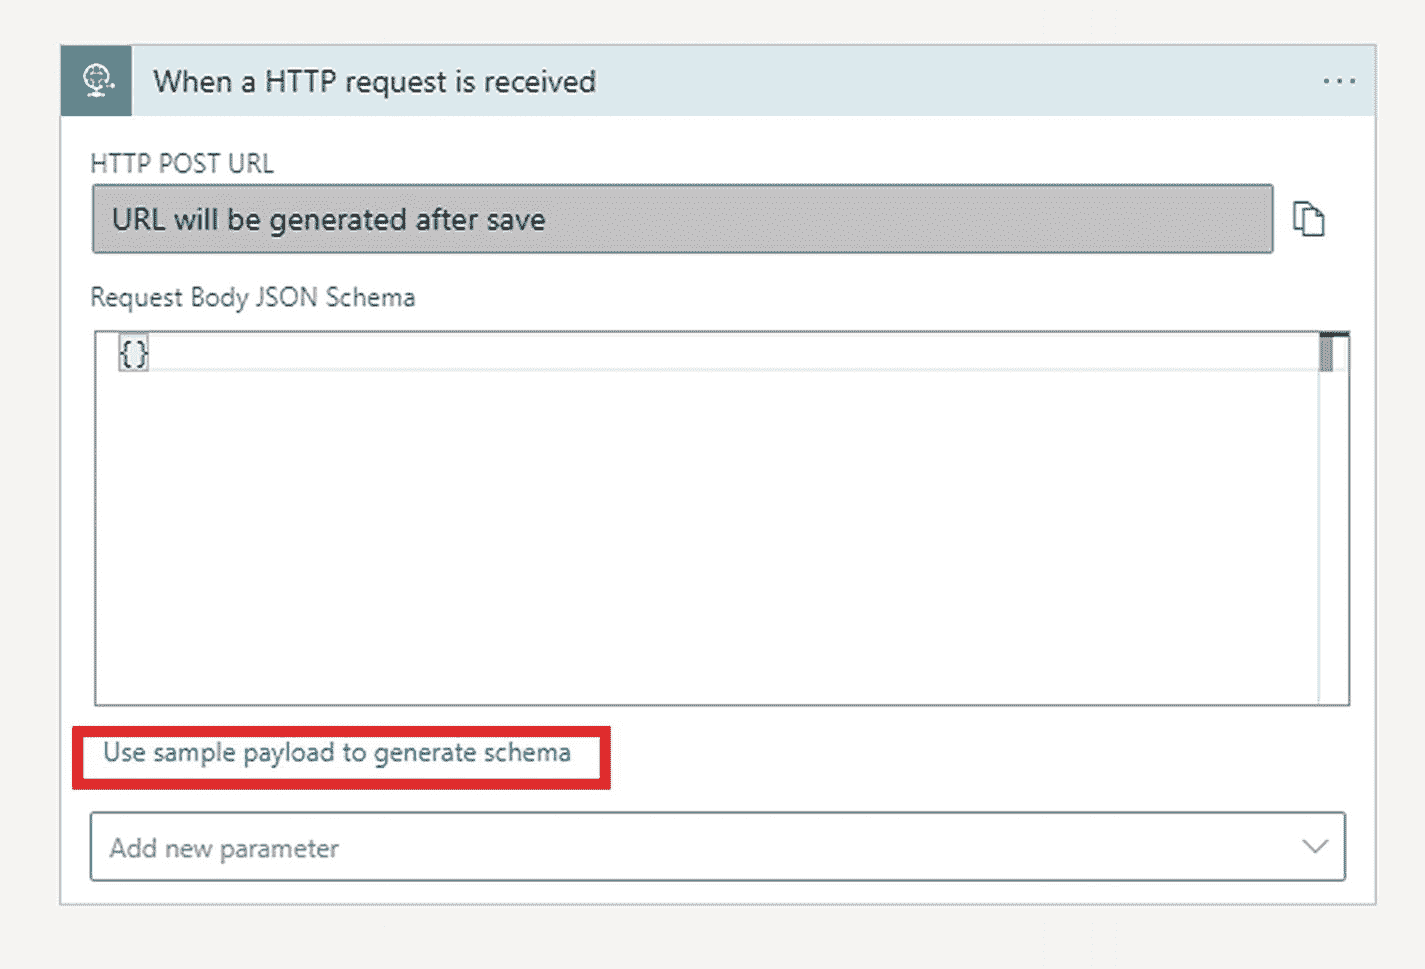 When a HTTP request is received
HTTP POST URL
URL will be generated after save
Request Body JSON Schema
{}
Use sample payload to generate schema
Add new parameter